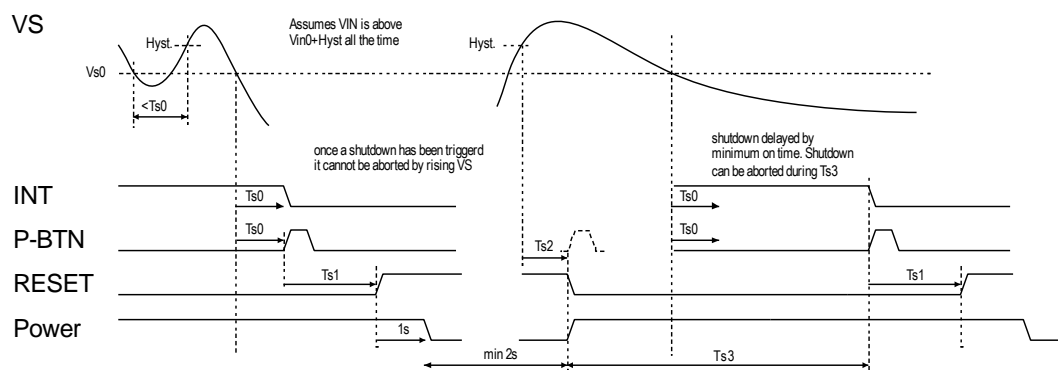 VS
Assumes VIN is above
Vin0+Hyst all the time
Hyst.
Hyst.
Vs0
<Ts0
once a shutdown has been triggerd
it cannot be aborted by rising VS
shutdown delayed by
minimum on time. Shutdown
can be aborted during Ts3
INT
Ts0
Ts0
P-BTN
Ts0
Ts2
Ts0
RESET
Ts1
Ts1
Power
1s
min 2s
Ts3